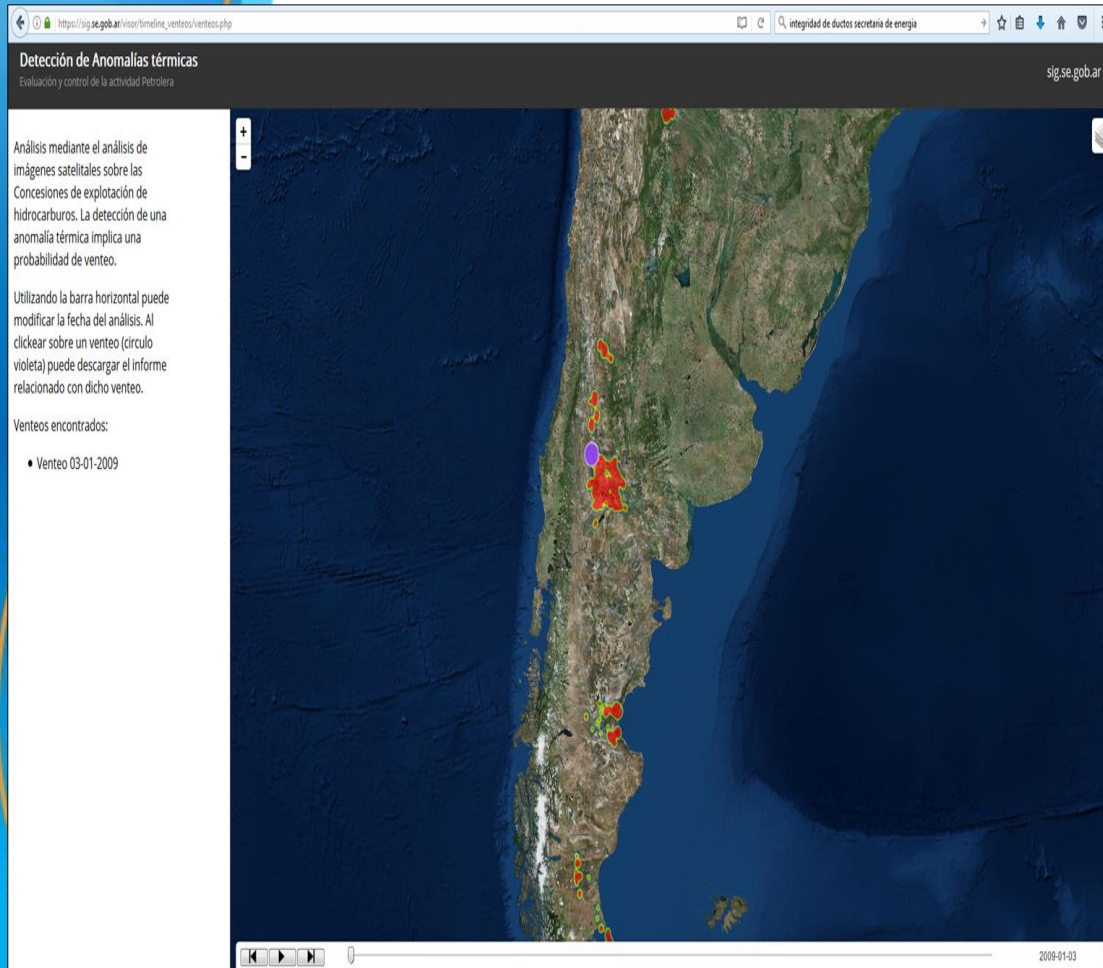 https://sig.se.gob.ar/visor/timeline_venteos/venteos.php
integridad de ductos secretaria de energia
Detección de Anomalías térmicas
Evaluación y control de la actividad Petrolera
sig.se.gob.ar
Análisis mediante el análisis de
imágenes satelitales sobre las
Concesiones de explotación de
hidrocarburos. La detección de una
anomalía térmica implica una
probabilidad de venteo.
Utilizando la barra horizontal puede
modificar la fecha del análisis. Al
clickear sobre un venteo (circulo
violeta) puede descargar el informe
relacionado con dicho venteo.
Venteos encontrados:
• Venteo 03-01-2009
+
-
2009-01-03